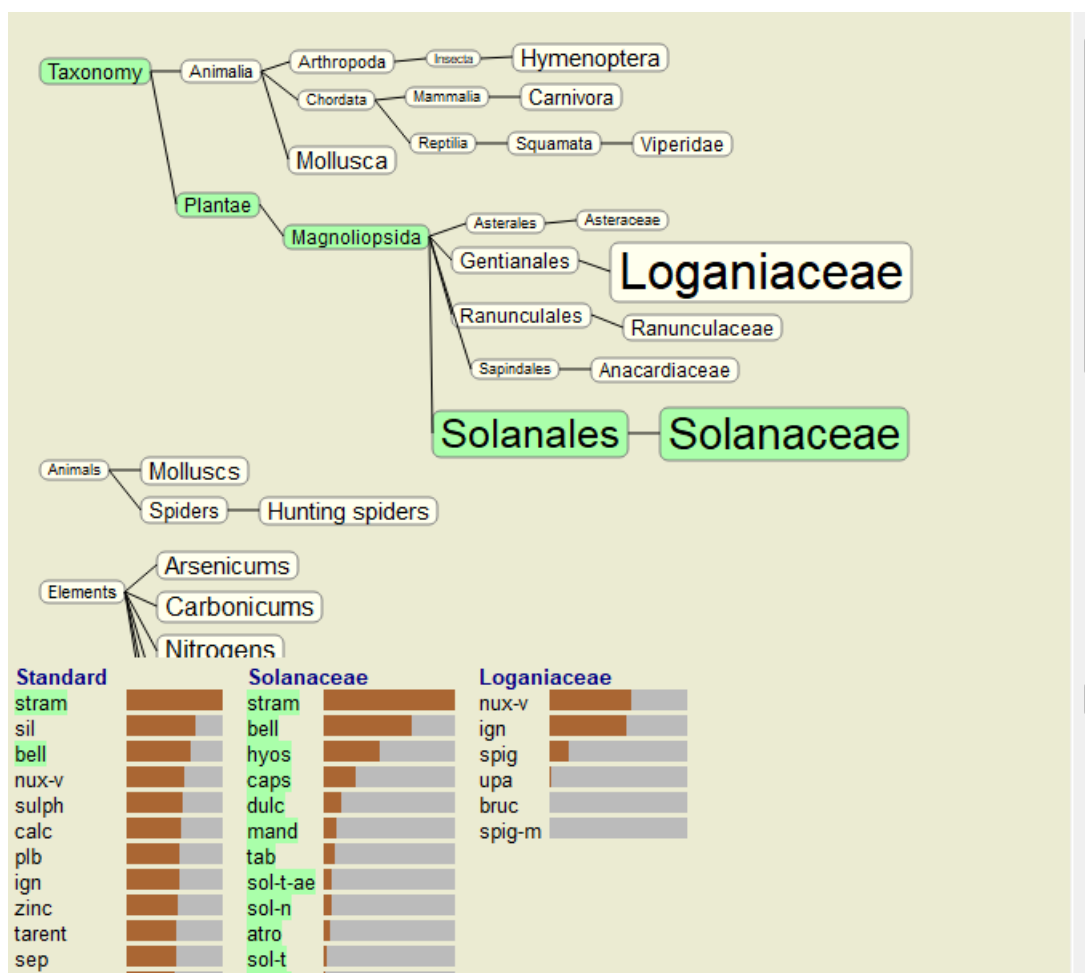 Taxonomy Animalia Arthropoda Insecta Hymenoptera
Chordata Mammalia Carnivora
Reptilia Squamata Viperidae
Mollusca
Plantae
Magnoliopsida
Asterales Asteraceae
Gentianales Loganiaceae
Ranunculales Ranunculaceae
Sapindales Anacardiaceae
Solanales Solanaceae
Animals Molluscs
Spiders Hunting spiders
Elements
Arsenicums
Carbonicums
Nitrogens
Standard
stram
sil
bell
nux-v
sulph
calc
plb
ign
zinc
tarent
sep
Solanaceae
stram
bell
hyos
caps
dulc
mand
tab
sol-t-ae
sol-n
atro
sol-t
Loganiaceae
nux-v
ign
spig
upa
bruc
spig-m